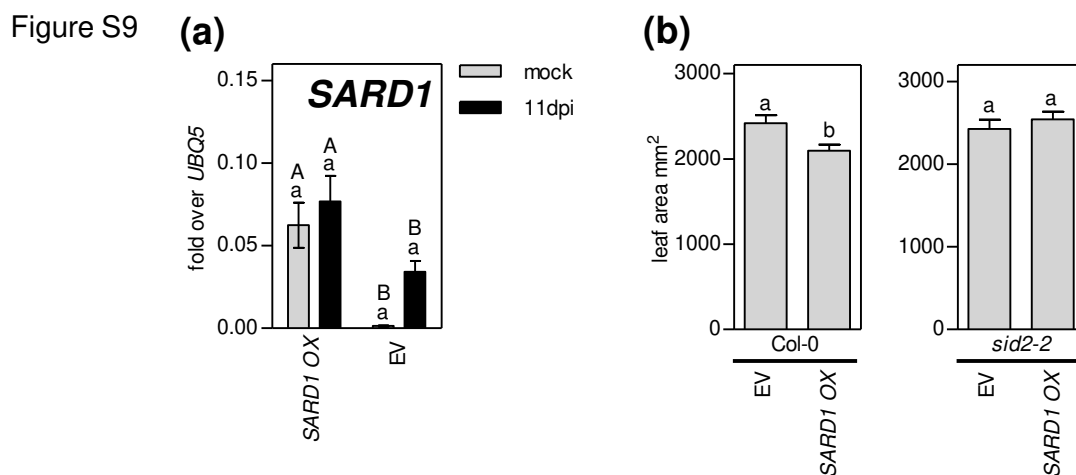 Figure S9
(a)
SARD1
mock
11dpi
fold over UBQ5
0.15
0.10
0.05
0.00
A
a
A
a
B
a
B
a
SARD1 OX
EV
(b)
leaf area mm²
3000
2000
1000
0
a
b
Col-0
EV
SARD1 OX
3000
2000
1000
0
a
a
sid2-2
EV
SARD1 OX